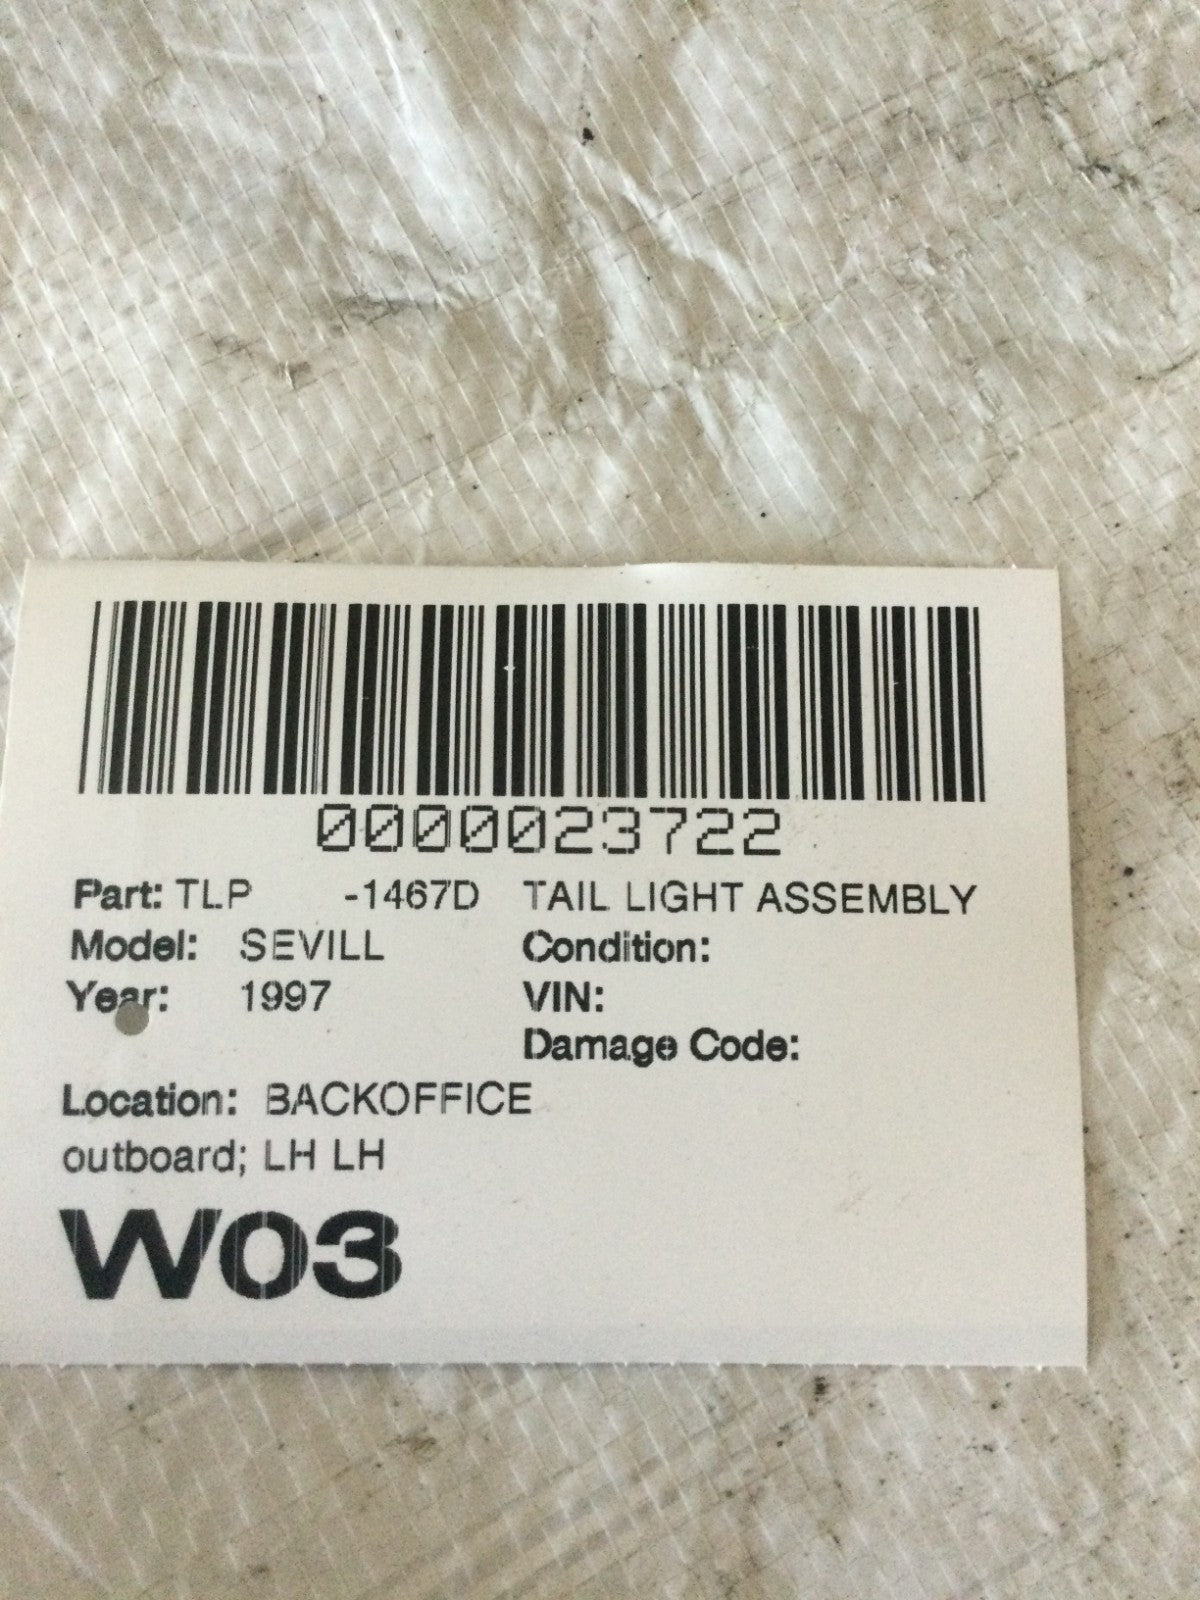 0000023722
Part: TLP -1467D TAIL LIGHT ASSEMBLY
Model: SEVILL Condition:
Year: 1997 VIN:
Damage Code:
Location: BACKOFFICE
outboard; LH LH
W03